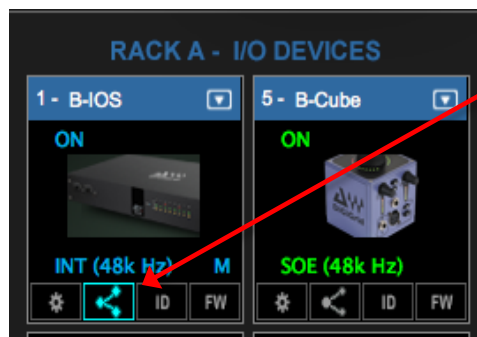 RACK A - I/O DEVICES
1 - B-IOS
5 - B-Cube
ON
ON
INT (48k Hz) M
SOE (48k Hz)
ID FW
ID FW